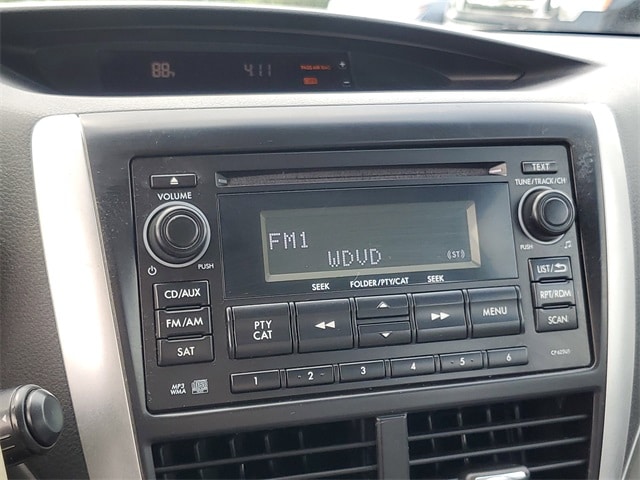 88°F 4:11
TEXT
VOLUME
TUNE/TRACK/CH
FM1
WDVD (ST)
PUSH
PUSH
SEEK FOLDER/PTY/CAT SEEK
LIST/
CD/AUX
RPT/RDM
FM/AM
PTY CAT
MENU
SCAN
SAT
1 2 3 4 5 6
MP3
WMA